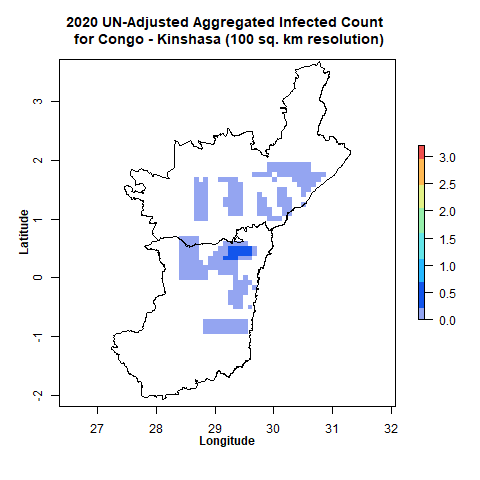 2020 UN-Adjusted Aggregated Infected Count
for Congo - Kinshasa (100 sq. km resolution)
3
2
1
0
-1
-2
Latitude
27 28 29 30 31 32
Longitude
3.0
2.5
2.0
1.5
1.0
0.5
0.0